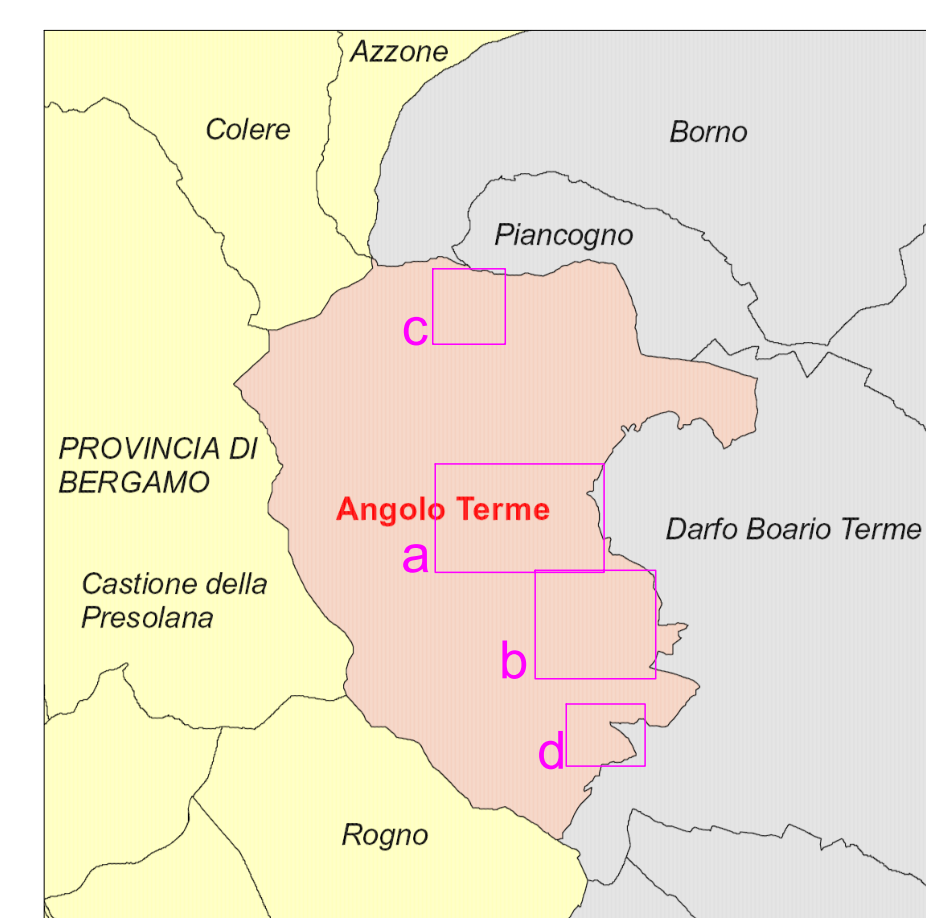 Azzone
Colere
Borno
Piancogno
c
PROVINCIA DI
BERGAMO
Angolo Terme
Darfo Boario Terme
a
Castione della
Presolana
b
d
Rogno